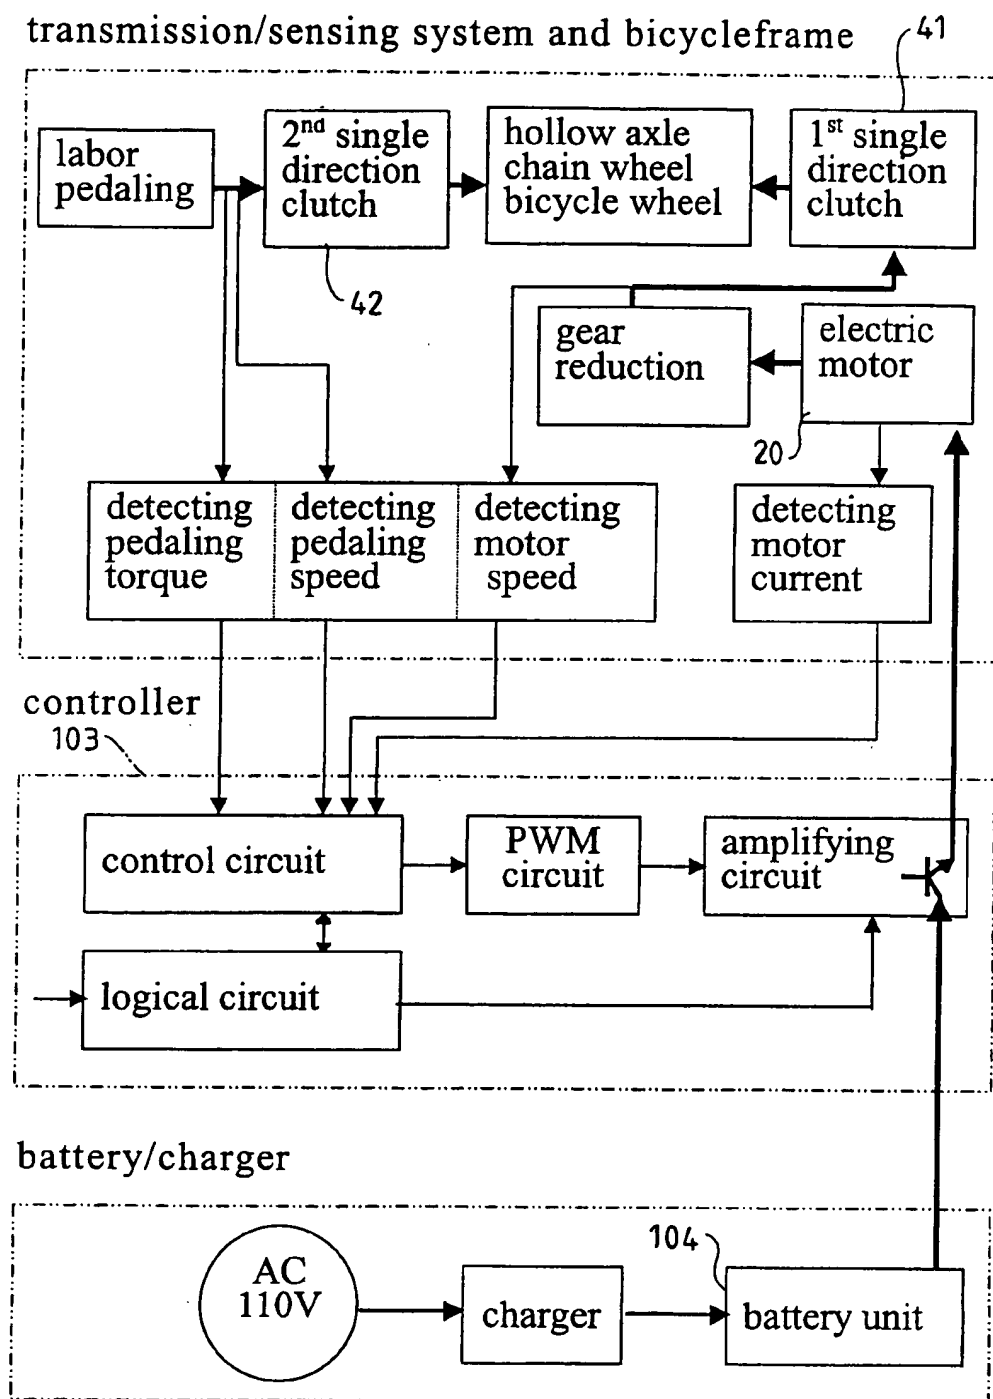 transmission/sensing system and bicycleframe
41
labor
pedaling
2nd single
direction
clutch
hollow axle
chain wheel
bicycle wheel
1st single
direction
clutch
42
gear
reduction
electric
motor
20
detecting
pedaling
torque
detecting
pedaling
speed
detecting
motor
speed
detecting
motor
current
controller
103
control circuit
PWM
circuit
amplifying
circuit
logical circuit
battery/charger
104
AC
110V
charger
battery unit